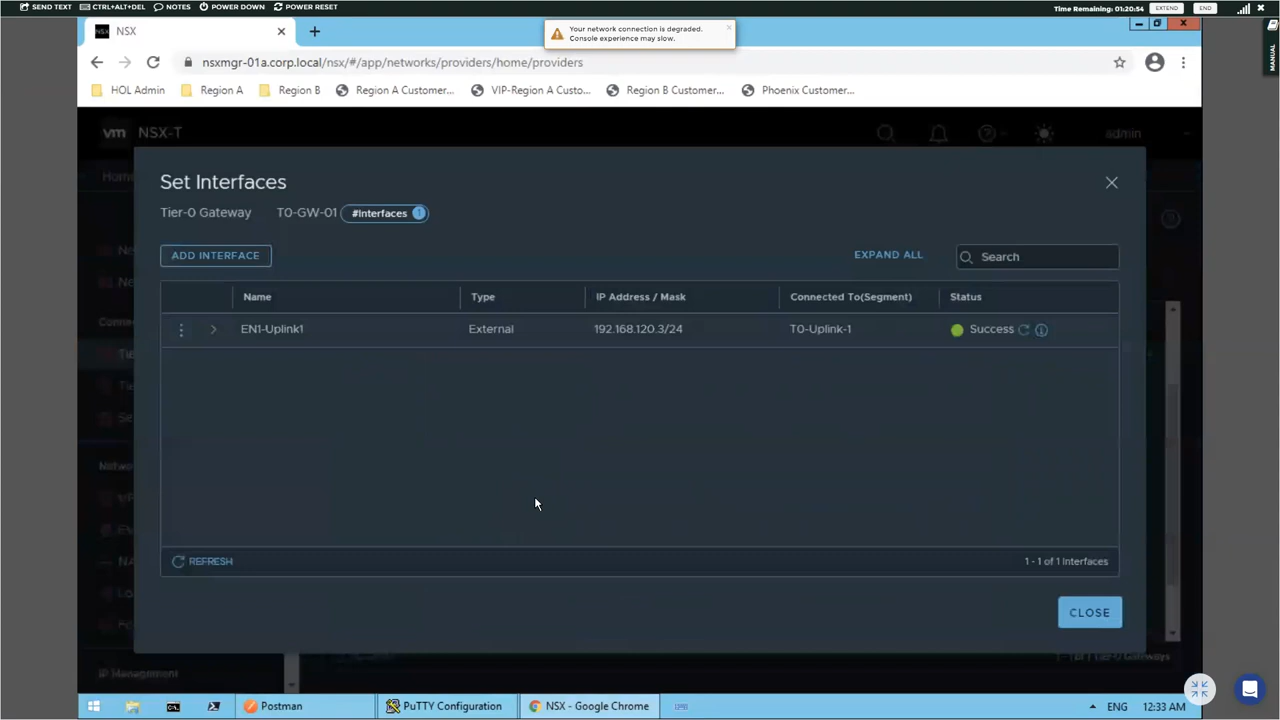 SEND TEXT CTRL+ALT+DEL NOTES POWER DOWN POWER RESET Time Remaining: 01:20:54 EXTEND END
NSX NSX
Your network connection is degraded.
Console experience may slow.
MANUAL
nsxmgr-01a.corp.local/nsx/#/app/networks/providers/home/providers
HOL Admin Region A Region B Region A Customer... VIP-Region A Custo... Region B Customer... Phoenix Customer...
vm NSX-T admin
Set Interfaces
Tier-0 Gateway T0-GW-01 #Interfaces 1
ADD INTERFACE EXPAND ALL Search
Name Type IP Address / Mask Connected To(Segment) Status
EN1-Uplink1 External 192.168.120.3/24 T0-Uplink-1 Success
REFRESH 1 - 1 of 1 Interfaces
CLOSE
IP Management
Postman PuTTY Configuration NSX - Google Chrome ENG 12:33 AM